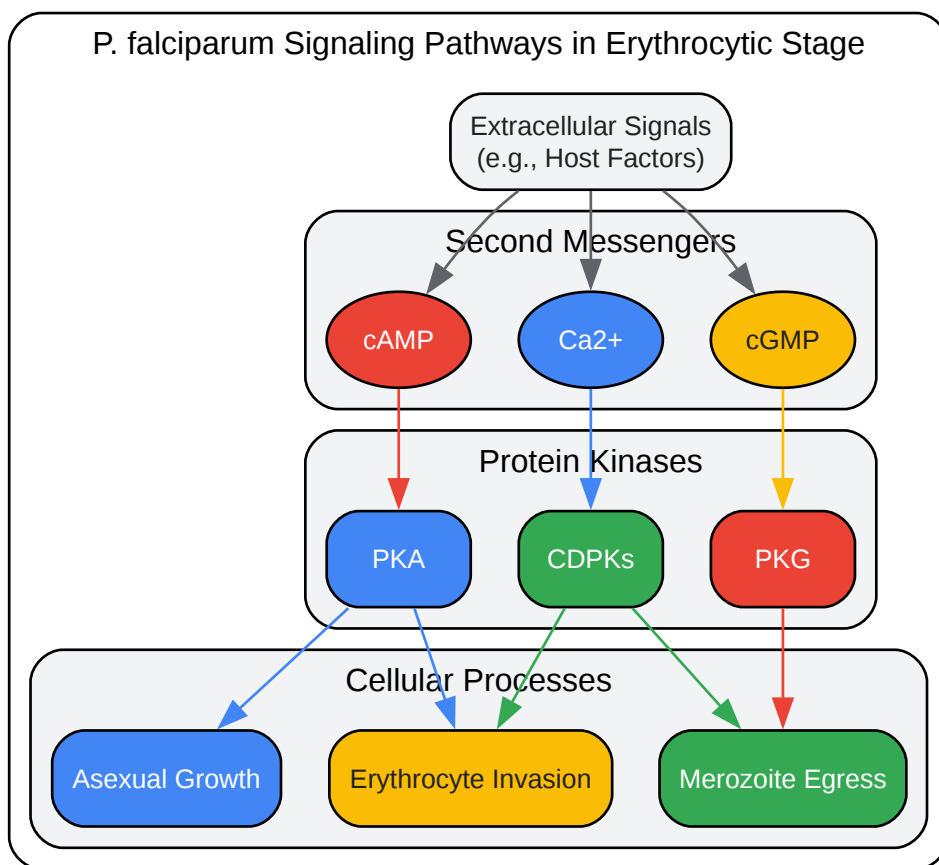 P. falciparum Signaling Pathways in Erythrocytic Stage
Extracellular Signals
(e.g., Host Factors)
Second Messengers
cAMP
Ca2+
cGMP
Protein Kinases
PKA
CDPKs
PKG
Cellular Processes
Asexual Growth
Erythrocyte Invasion
Merozoite Egress